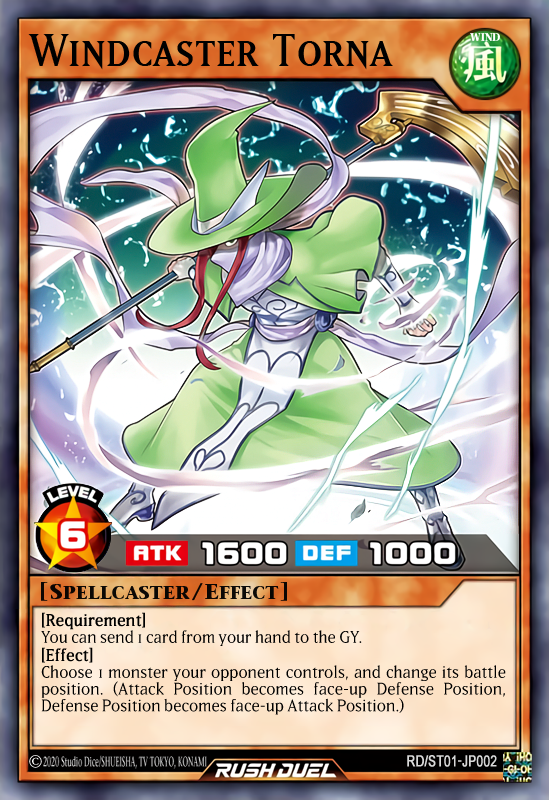 WINDCASTER TORNA
WIND
風
LEVEL
6
ATK 1600 DEF 1000
[SPELLCASTER/EFFECT]
[Requirement]
You can send 1 card from your hand to the GY.
[Effect]
Choose 1 monster your opponent controls, and change its battle
position. (Attack Position becomes face-up Defense Position,
Defense Position becomes face-up Attack Position.)
©2020 Studio Dice/SHUEISHA, TV TOKYO, KONAMI
RUSH DUEL
RD/ST01-JP002